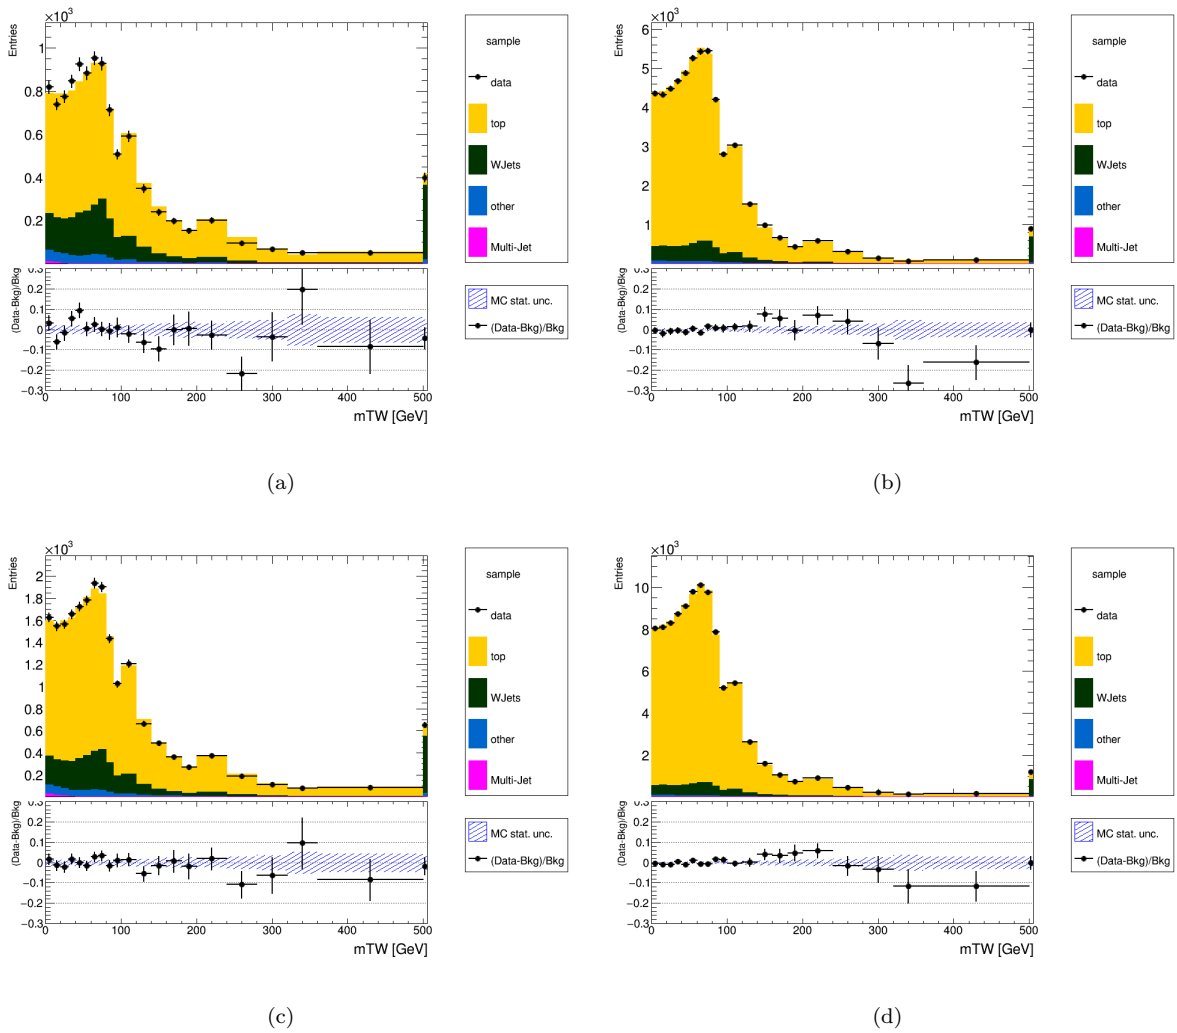 ×10³
Entries
1
0.8
0.6
0.4
0.2
sample
data
top
WJets
other
Multi-Jet
(Data-Bkg)/Bkg
0.3
0.2
0.1
0
−0.1
−0.2
−0.3
0 100 200 300 400 500
mTW [GeV]
MC stat. unc.
(Data-Bkg)/Bkg
(a)
×10³
Entries
6
5
4
3
2
1
sample
data
top
WJets
other
Multi-Jet
(Data-Bkg)/Bkg
0.3
0.2
0.1
0
−0.1
−0.2
−0.3
0 100 200 300 400 500
mTW [GeV]
MC stat. unc.
(Data-Bkg)/Bkg
(b)
×10³
Entries
2
1.8
1.6
1.4
1.2
1
0.8
0.6
0.4
0.2
sample
data
top
WJets
other
Multi-Jet
(Data-Bkg)/Bkg
0.3
0.2
0.1
0
−0.1
−0.2
−0.3
0 100 200 300 400 500
mTW [GeV]
MC stat. unc.
(Data-Bkg)/Bkg
(c)
×10³
Entries
10
8
6
4
2
sample
data
top
WJets
other
Multi-Jet
(Data-Bkg)/Bkg
0.3
0.2
0.1
0
−0.1
−0.2
−0.3
0 100 200 300 400 500
mTW [GeV]
MC stat. unc.
(Data-Bkg)/Bkg
(d)